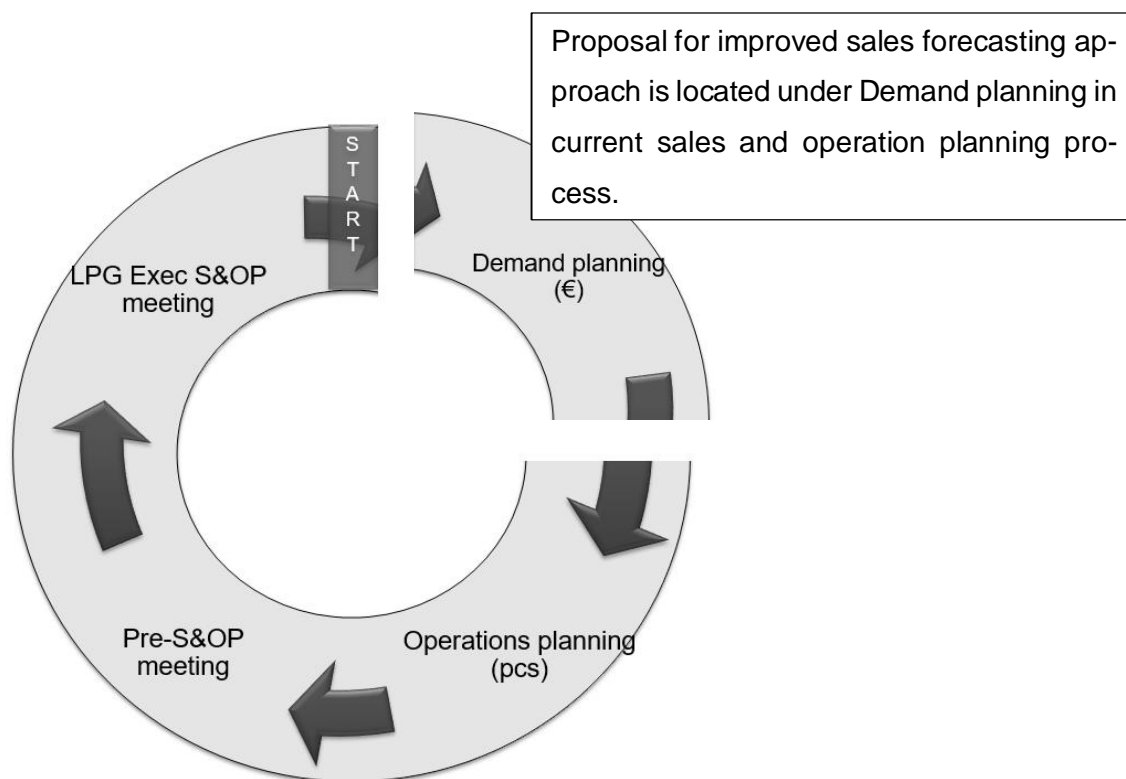 Proposal for improved sales forecasting ap-
proach is located under Demand planning in
current sales and operation planning pro-
cess.
START
Demand planning
(€)
LPG Exec S&OP
meeting
Operations planning
(pcs)
Pre-S&OP
meeting